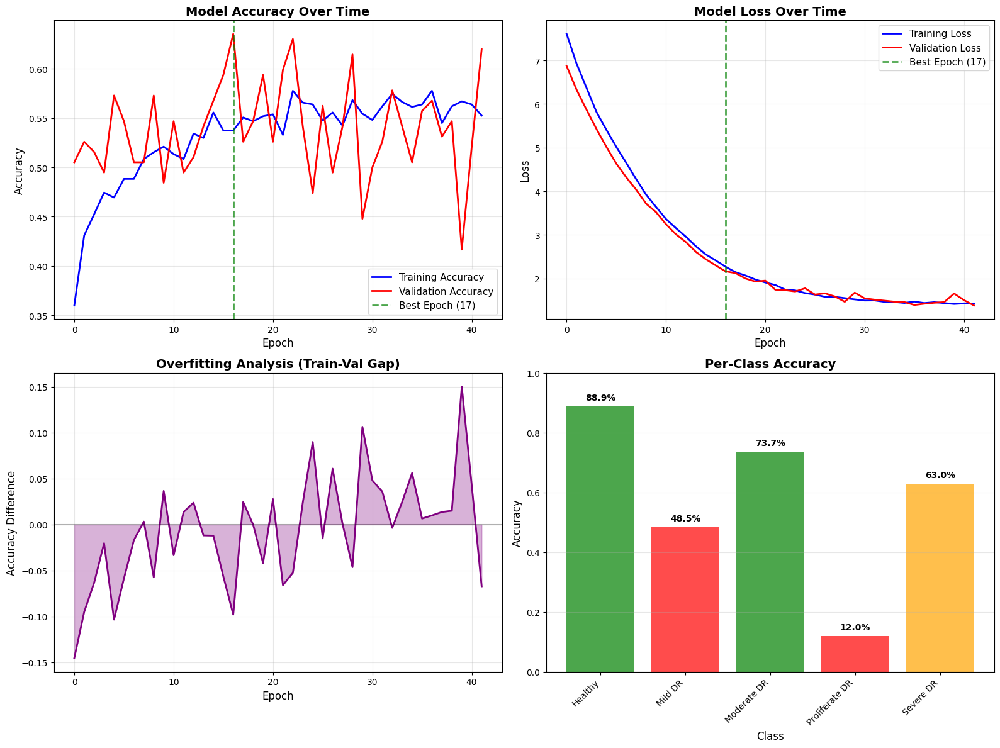 Model Accuracy Over Time
Accuracy
0.60
0.55
0.50
0.45
0.40
0.35
Training Accuracy
Validation Accuracy
Best Epoch (17)
0
10
20
30
40
Epoch
Model Loss Over Time
Loss
7
6
5
4
3
2
Training Loss
Validation Loss
Best Epoch (17)
0
10
20
30
40
Epoch
Overfitting Analysis (Train-Val Gap)
Accuracy Difference
0.15
0.10
0.05
0.00
−0.05
−0.10
−0.15
0
10
20
30
40
Epoch
Per-Class Accuracy
Accuracy
1.0
0.8
0.6
0.4
0.2
0.0
88.9%
48.5%
73.7%
12.0%
63.0%
Healthy
Mild DR
Moderate DR
Proliferate DR
Severe DR
Class